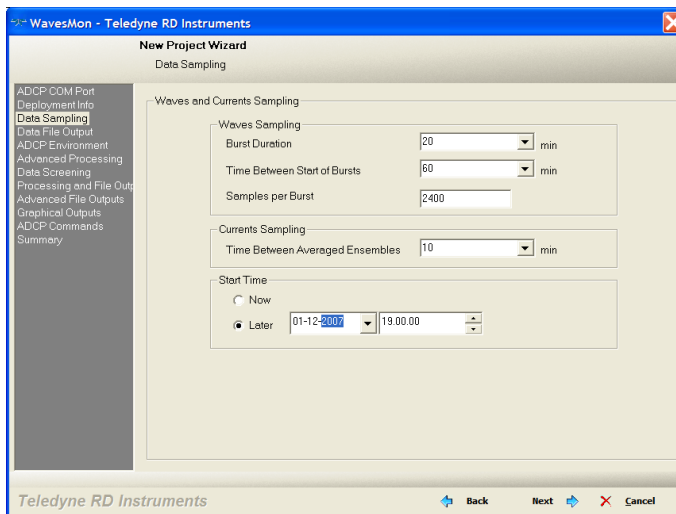 WavesMon - Teledyne RD Instruments
New Project Wizard
Data Sampling
ADCP COM Port
Deployment Info
Data Sampling
Data File Output
ADCP Environment
Advanced Processing
Data Screening
Processing and File Outp
Advanced File Outputs
Graphical Outputs
ADCP Commands
Summary
Waves and Currents Sampling
Waves Sampling
Burst Duration 20 min
Time Between Start of Bursts 60 min
Samples per Burst 2400
Currents Sampling
Time Between Averaged Ensembles 10 min
Start Time
Now
Later 01-12-2007 19.00.00
Teledyne RD Instruments Back Next Cancel